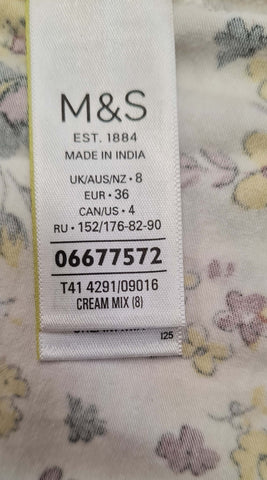 M&S
EST. 1884
MADE IN INDIA
UK/AUS/NZ • 8
EUR • 36
CAN/US • 4
RU • 152/176-82-90
06677572
T41 4291/09016
CREAM MIX (8)
I25